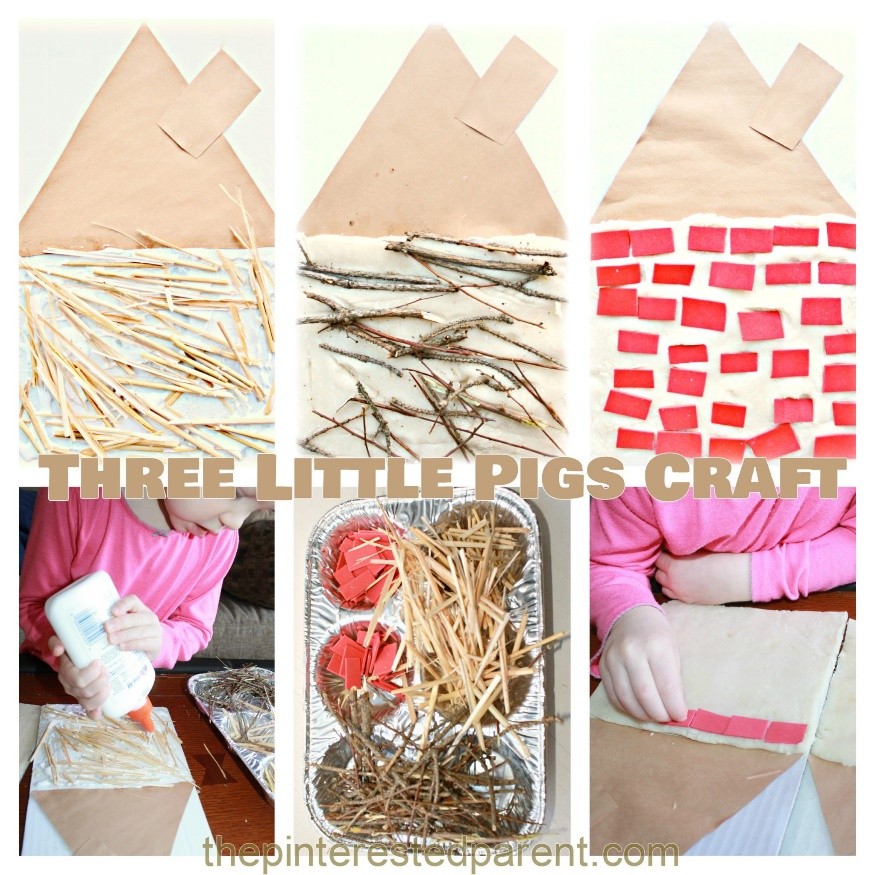 Three Little Pigs Craft
thepinterestedparent.com